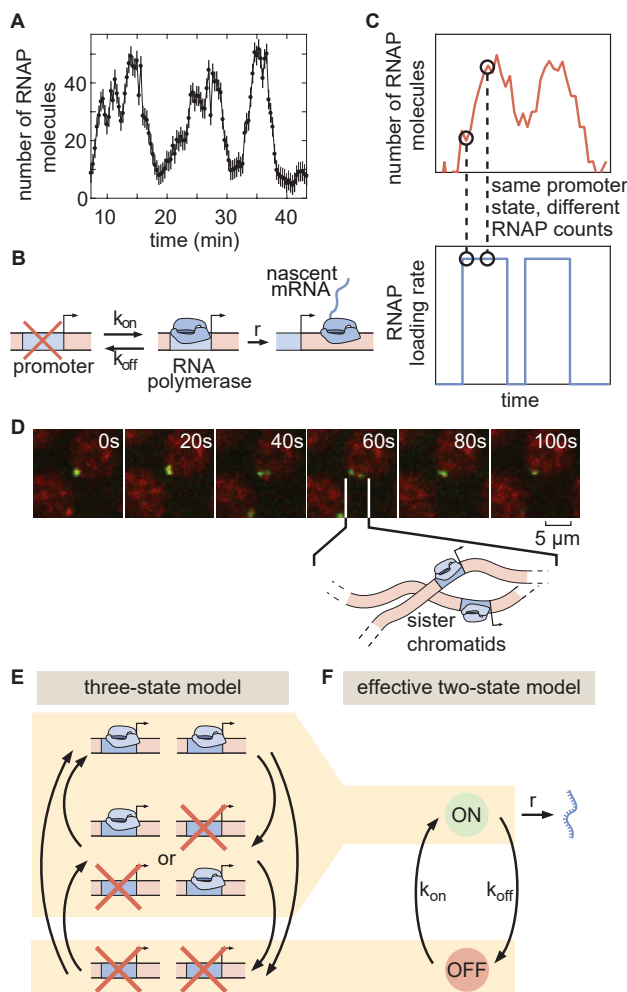 A
number of RNAP
molecules
40
20
0
10
20
30
40
time (min)
B
promoter
k_on
k_off
RNA
polymerase
r
nascent
mRNA
C
number of RNAP
molecules
same promoter
state, different
RNAP counts
RNAP
loading rate
time
D
0s
20s
40s
60s
80s
100s
5 μm
sister
chromatids
E
three-state model
or
F
effective two-state model
ON
r
k_on
k_off
OFF